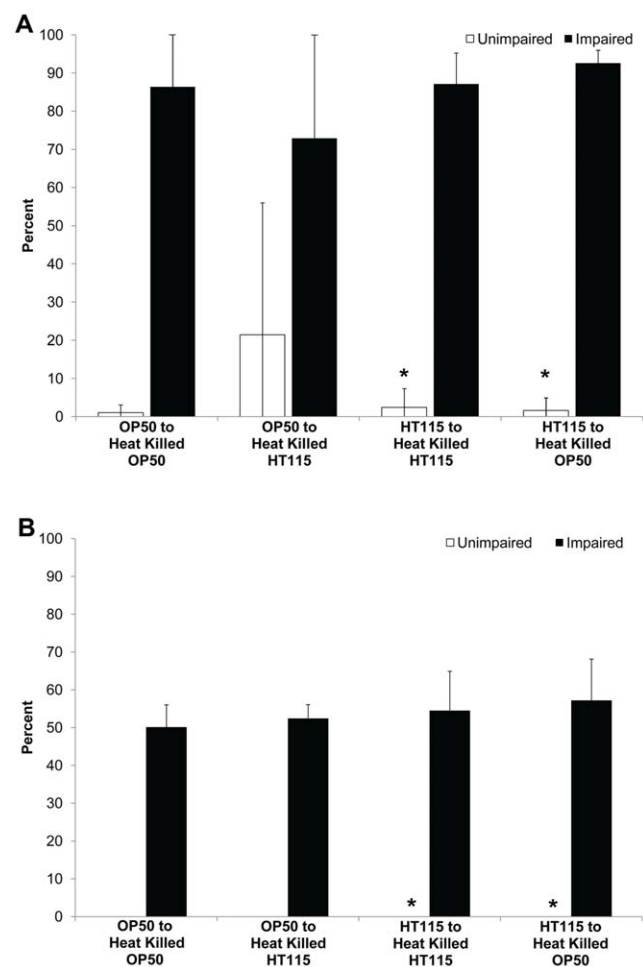 A
Unimpaired Impaired
100
90
80
70
60
50
40
30
20
10
0
Percent
OP50 to OP50 to HT115 to HT115 to
Heat Killed Heat Killed Heat Killed Heat Killed
OP50 HT115 HT115 OP50
* *
B
Unimpaired Impaired
100
90
80
70
60
50
40
30
20
10
0
Percent
* *
OP50 to OP50 to HT115 to HT115 to
Heat Killed Heat Killed Heat Killed Heat Killed
OP50 HT115 HT115 OP50